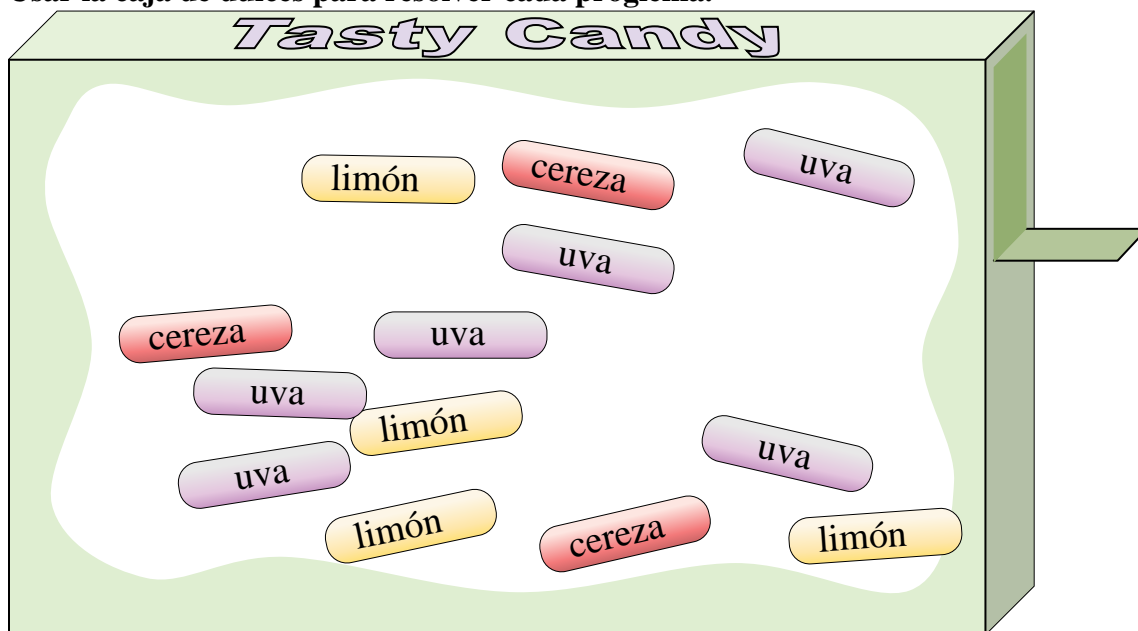 Usar la caja de dulces para resolver cada problema.
Tasty Candy
limón
cereza
uva
uva
cereza
uva
uva
limón
uva
uva
limón
cereza
limón